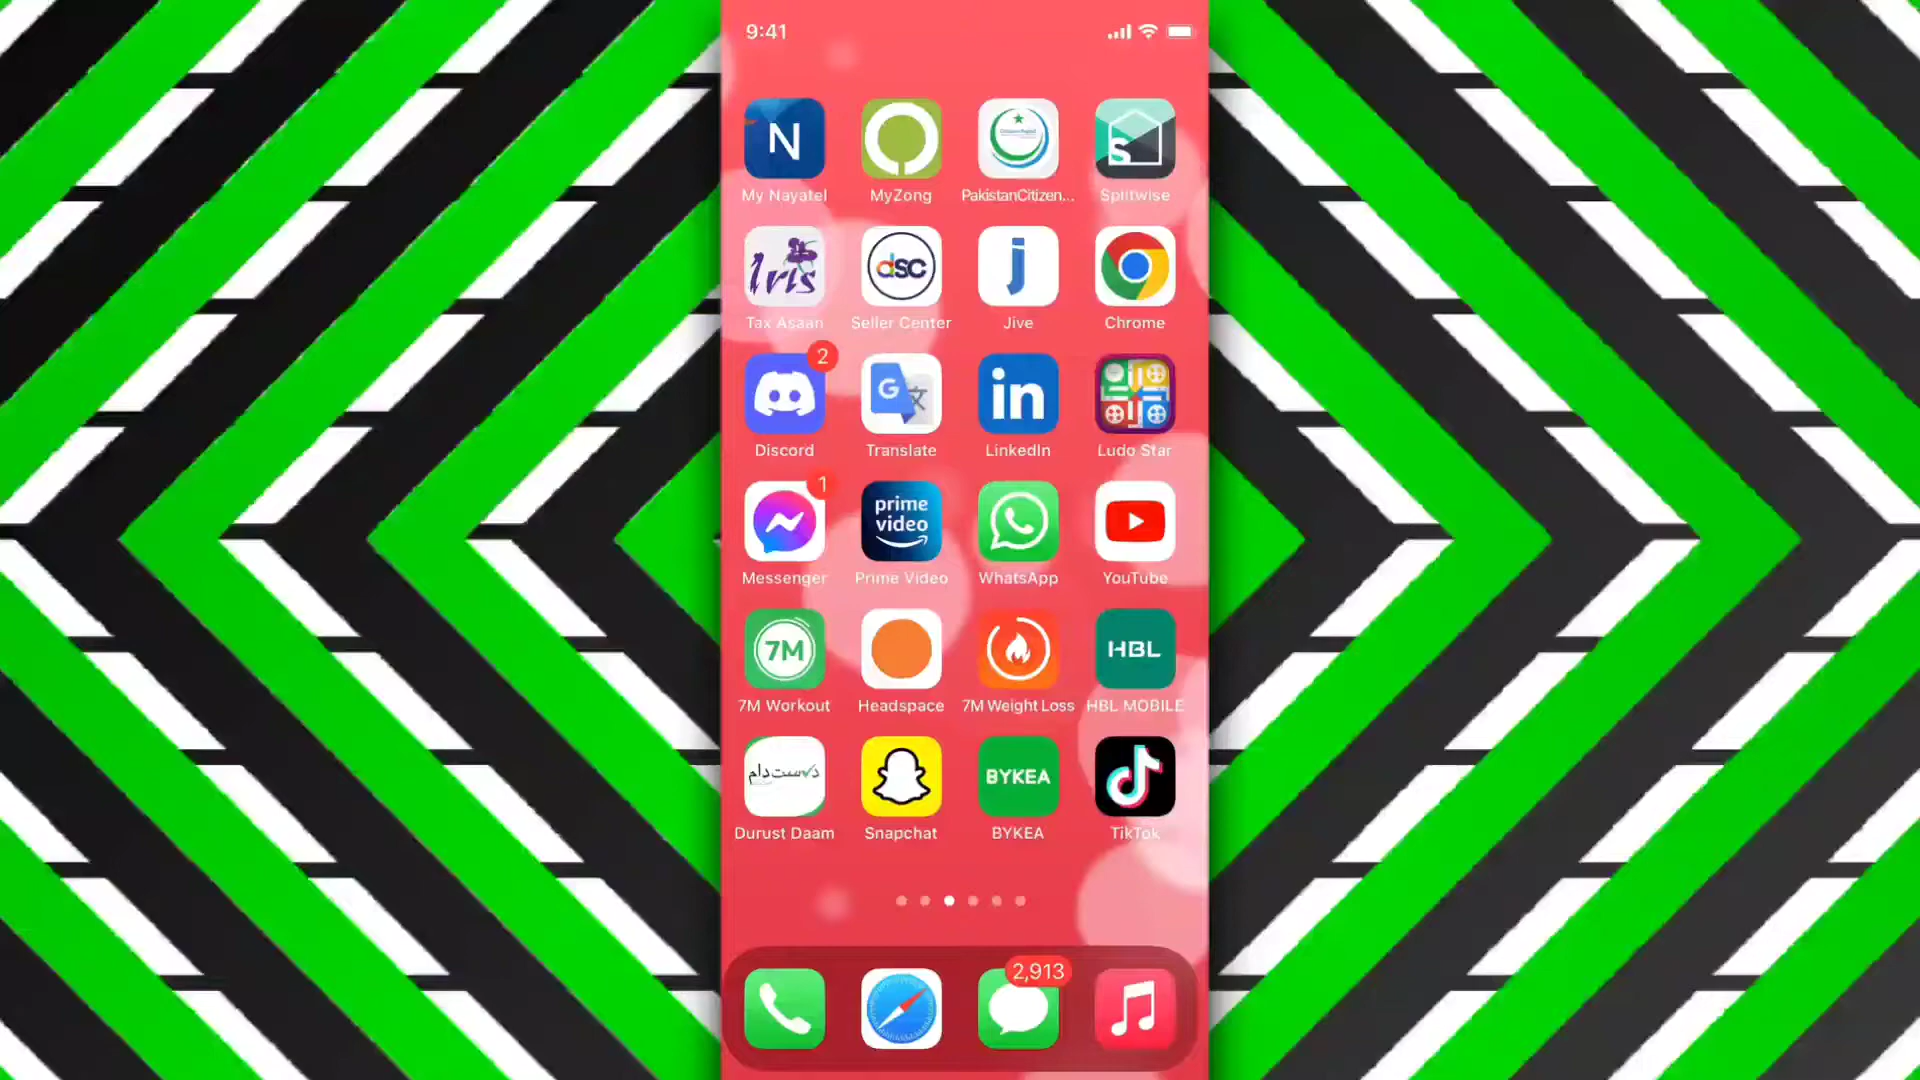 9:41
N
My Nayatel
MyZong
PakistanCitizen...
S
Splitwise
Iris
Tax Asaan
dsc
Seller Center
j
Jive
Chrome
2
Discord
G 文
Translate
in
LinkedIn
Ludo Star
1
Messenger
prime
video
Prime Video
WhatsApp
YouTube
7M
7M Workout
Headspace
7M Weight Loss
HBL
HBL MOBILE
درست دام
Durust Daam
Snapchat
BYKEA
BYKEA
TikTok
2,913